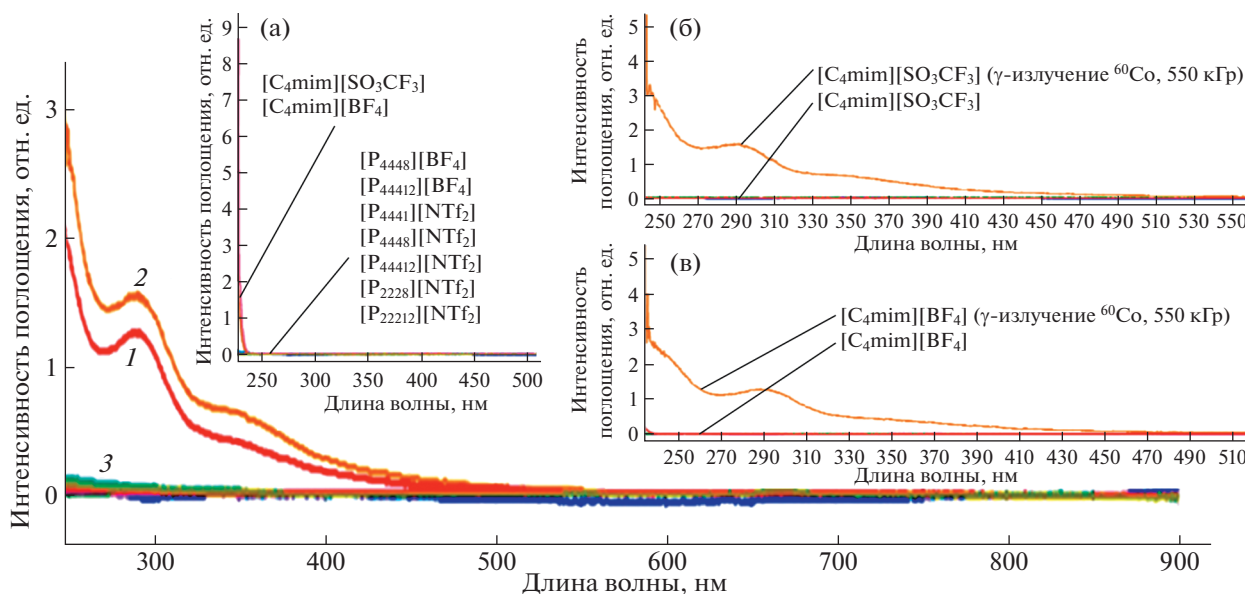 Интенсивность поглощения, отн. ед.
3
2
1
0
2
1
3
300
400
500
600
700
800
900
Длина волны, нм
(а)
Интенсивность поглощения, отн. ед.
9
8
7
6
5
4
3
2
1
0
[C4mim][SO3CF3]
[C4mim][BF4]
[P4448][BF4]
[P44412][BF4]
[P4441][NTf2]
[P4448][NTf2]
[P44412][NTf2]
[P2228][NTf2]
[P22212][NTf2]
250
300
350
400
450
500
Длина волны, нм
(б)
Интенсивность
поглощения, отн. ед.
5
4
3
2
1
0
[C4mim][SO3CF3] (γ-излучение 60Co, 550 кГр)
[C4mim][SO3CF3]
250
270
290
310
330
350
370
390
410
430
450
470
490
510
530
550
Длина волны, нм
(в)
Интенсивность
поглощения, отн. ед.
5
4
3
2
1
0
[C4mim][BF4] (γ-излучение 60Co, 550 кГр)
[C4mim][BF4]
250
270
290
310
330
350
370
390
410
430
450
470
490
510
Длина волны, нм